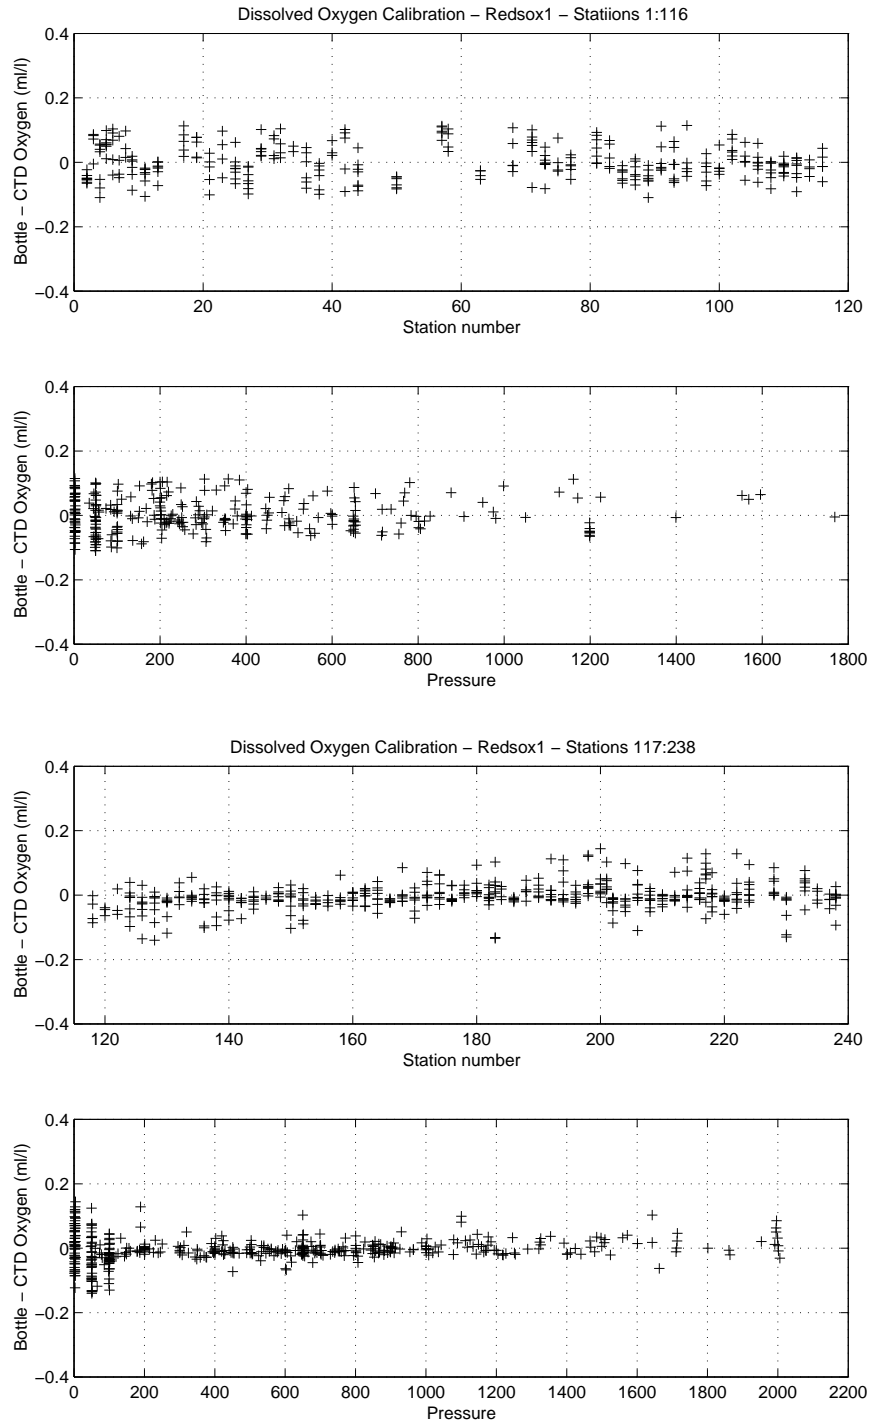 Dissolved Oxygen Calibration − Redsox1 − Statiions 1:116
0.4
0.2
0
−0.2
−0.4
Bottle − CTD Oxygen (ml/l)
0 20 40 60 80 100 120
Station number
0.4
0.2
0
−0.2
−0.4
Bottle − CTD Oxygen (ml/l)
0 200 400 600 800 1000 1200 1400 1600 1800
Pressure
Dissolved Oxygen Calibration − Redsox1 − Stations 117:238
0.4
0.2
0
−0.2
−0.4
Bottle − CTD Oxygen (ml/l)
120 140 160 180 200 220 240
Station number
0.4
0.2
0
−0.2
−0.4
Bottle − CTD Oxygen (ml/l)
0 200 400 600 800 1000 1200 1400 1600 1800 2000 2200
Pressure